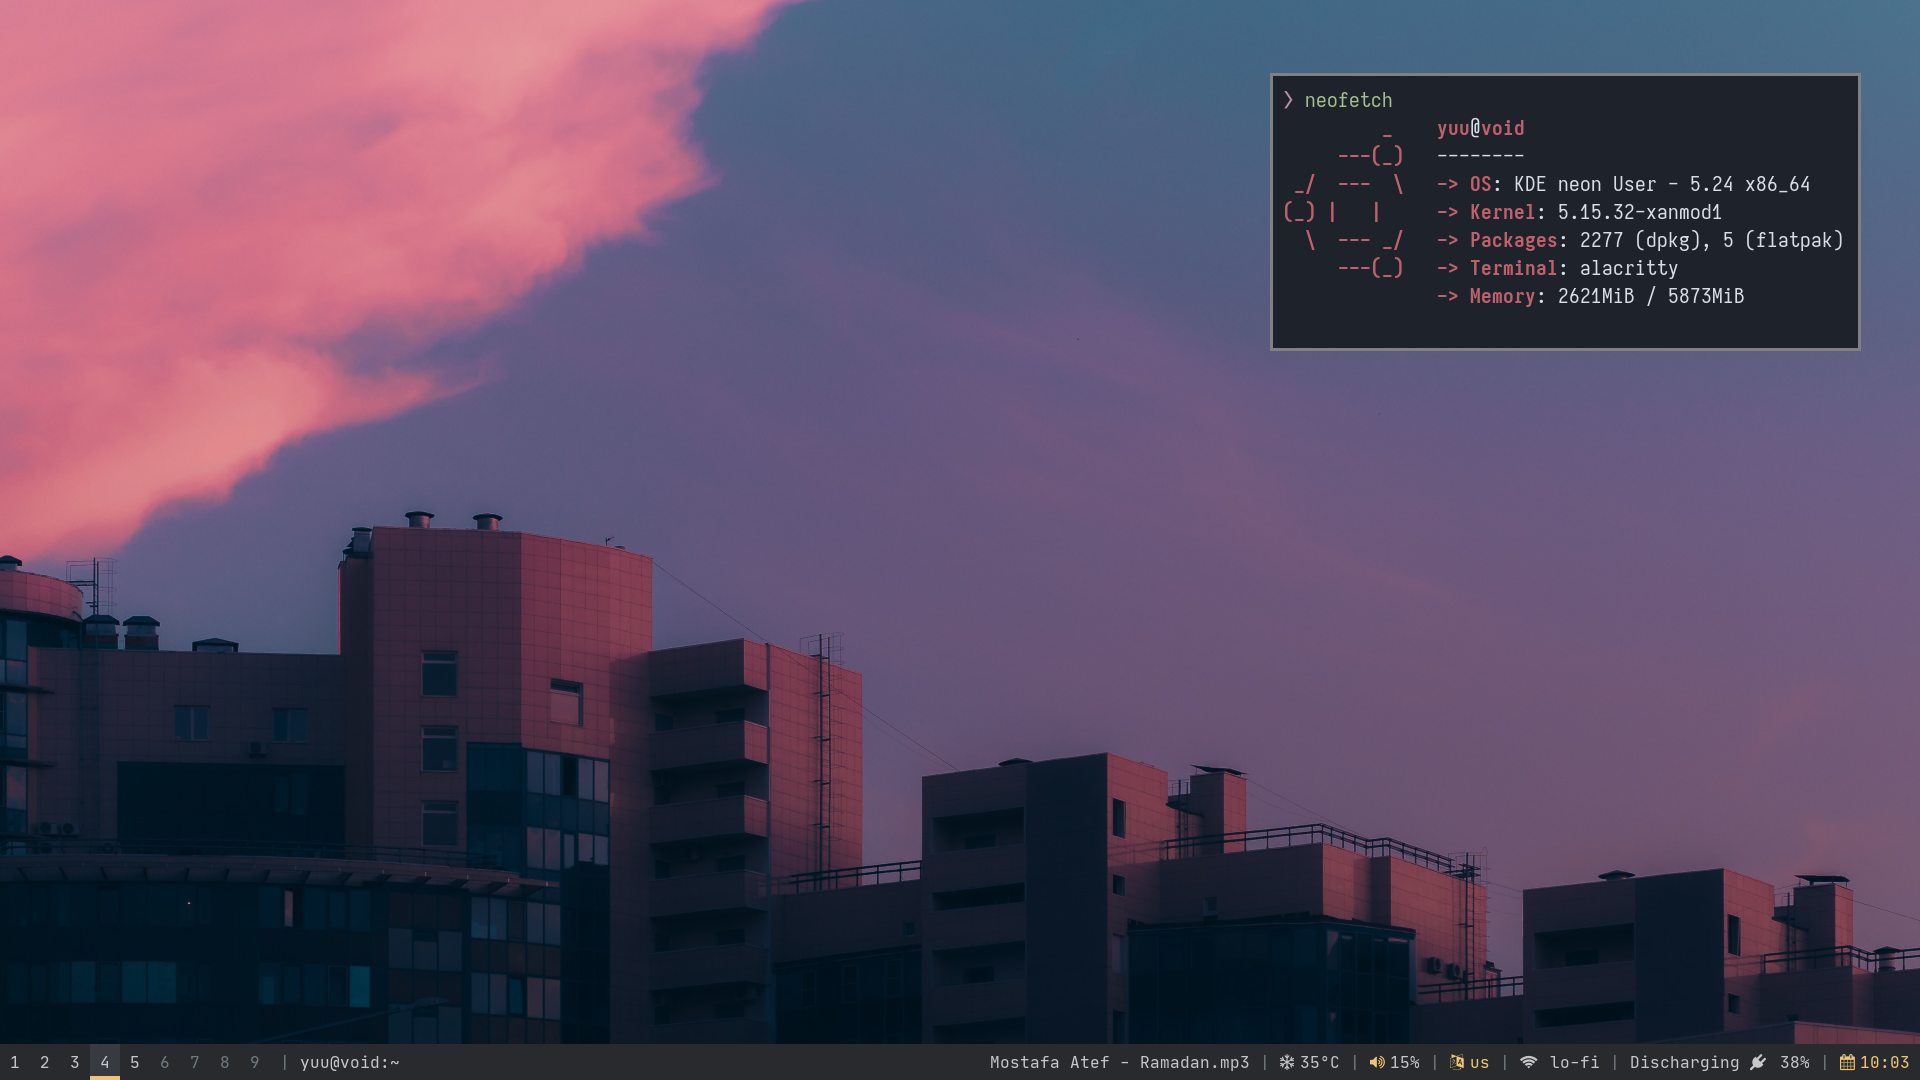 ❯ neofetch
yuu@void
--------
-> OS: KDE neon User - 5.24 x86_64
-> Kernel: 5.15.32-xanmod1
-> Packages: 2277 (dpkg), 5 (flatpak)
-> Terminal: alacritty
-> Memory: 2621MiB / 5873MiB
1 2 3 4 5 6 7 8 9 | yuu@void:~
Mostafa Atef - Ramadan.mp3 | 35°C | 15% | us | lo-fi | Discharging 38% | 10:03